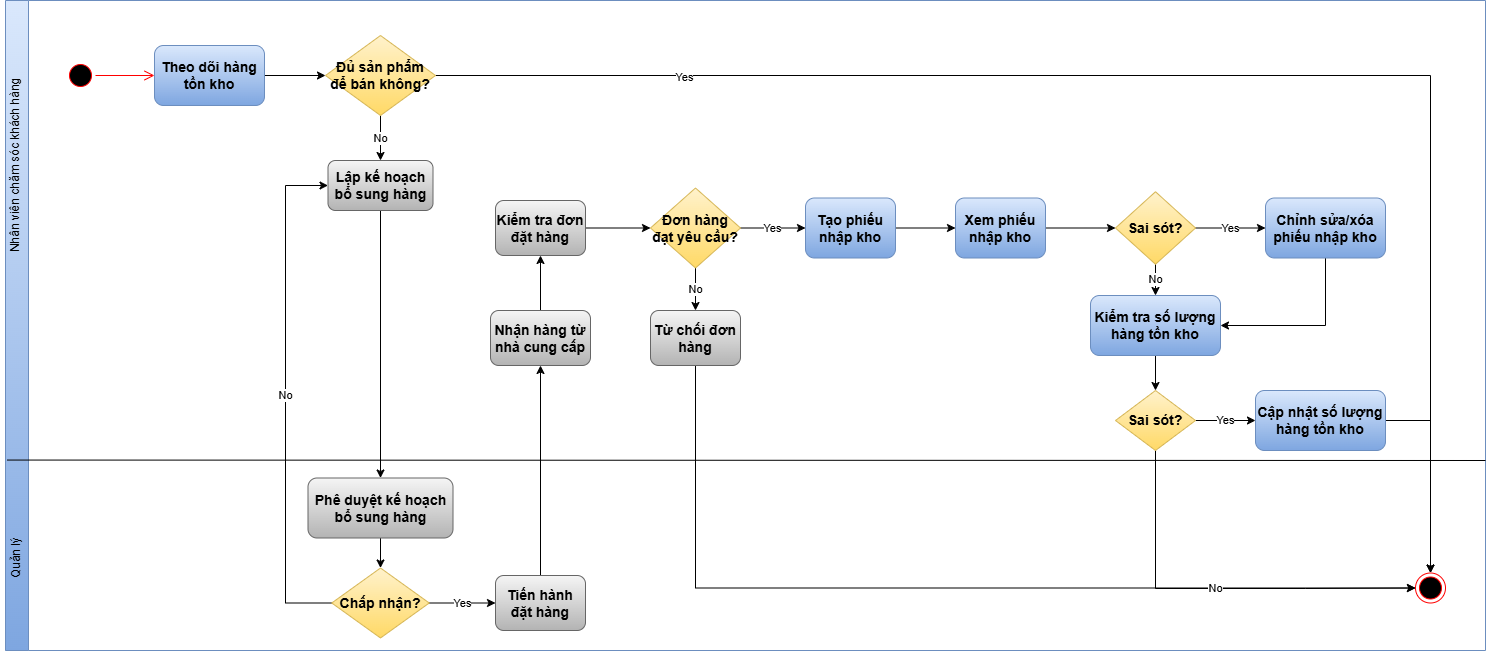 Nhân viên chăm sóc khách hàng
Theo dõi hàng
tồn kho
Đủ sản phẩm
để bán không?
Yes
No
Lập kế hoạch
bổ sung hàng
Kiểm tra đơn
đặt hàng
Đơn hàng
đạt yêu cầu?
Yes
Tạo phiếu
nhập kho
Xem phiếu
nhập kho
Sai sót?
Yes
Chỉnh sửa/xóa
phiếu nhập kho
No
No
Nhận hàng từ
nhà cung cấp
Từ chối đơn
hàng
Kiểm tra số lượng
hàng tồn kho
No
Sai sót?
Yes
Cập nhật số lượng
hàng tồn kho
Quản lý
Phê duyệt kế hoạch
bổ sung hàng
Chấp nhận?
Yes
Tiến hành
đặt hàng
No